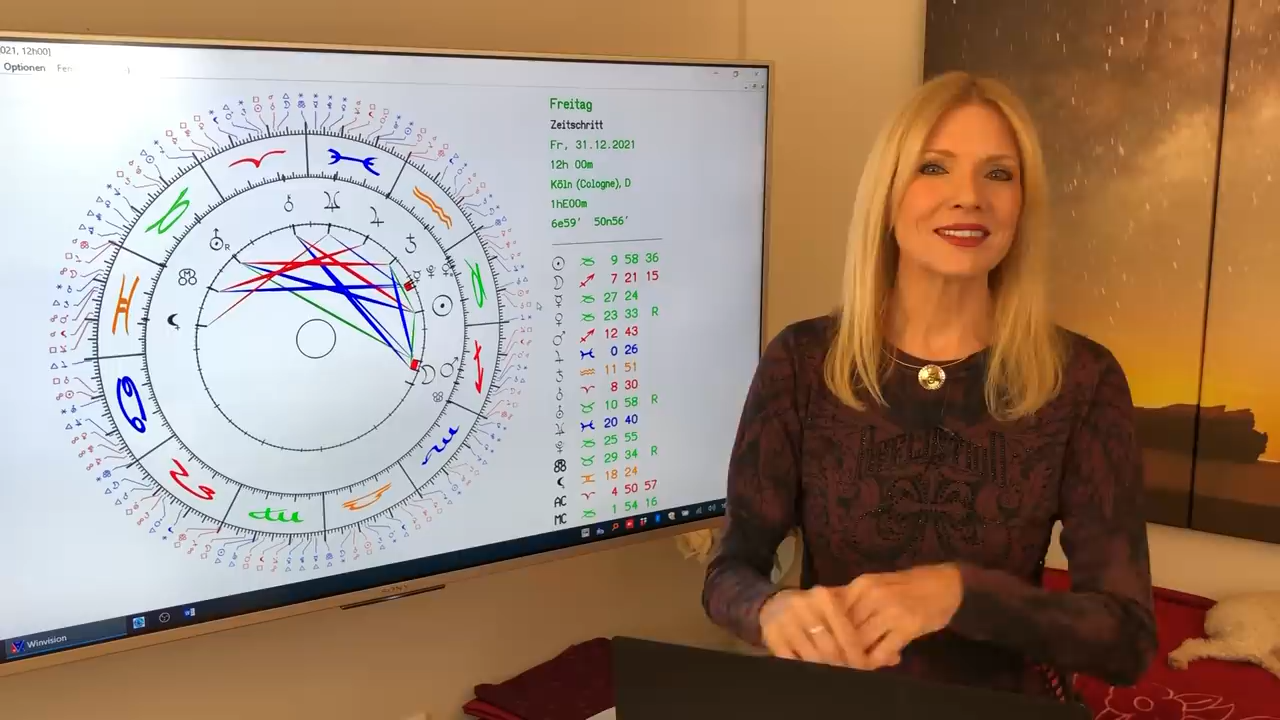 021, 12h00]
Optionen
Freitag
Zeitschritt
Fr, 31.12.2021
12h 00m
Köln (Cologne), D
1hE00m
6e59' 50n56'
☉ ♑ 9 58 36
☽ ♐ 7 21 15
☿ ♑ 27 24
♀ ♑ 23 33 R
♂ ♐ 12 43
♃ ♓ 0 26
♄ ♒ 11 51
⚷ ♈ 8 30
♅ ♉ 10 58 R
♆ ♓ 20 40
♇ ♑ 25 55
☊ ♉ 29 34 R
⚸ ♊ 18 24
AC ♈ 4 50 57
MC ♑ 1 54 16
Winvision